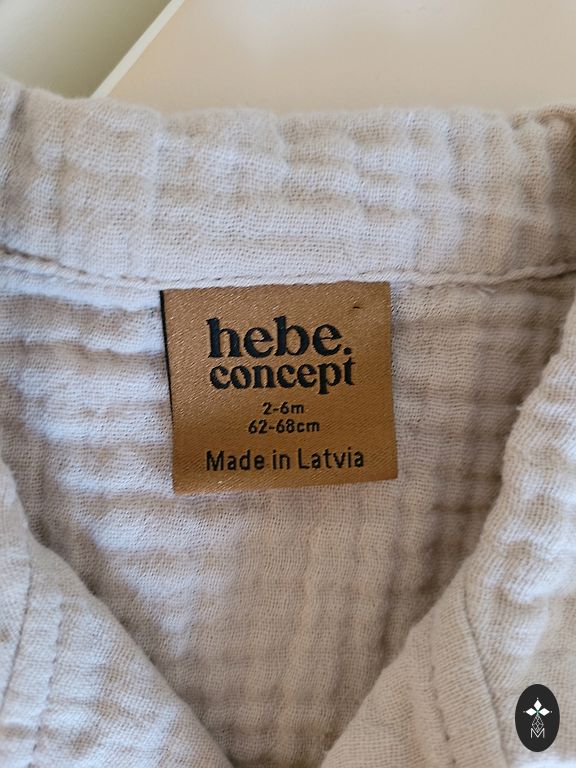 hebe.
concept
2-6m
62-68cm
Made in Latvia
M